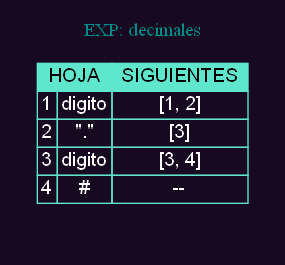 EXP: decimales
HOJA SIGUIENTES
1 digito [1, 2]
2 "." [3]
3 digito [3, 4]
4 # --